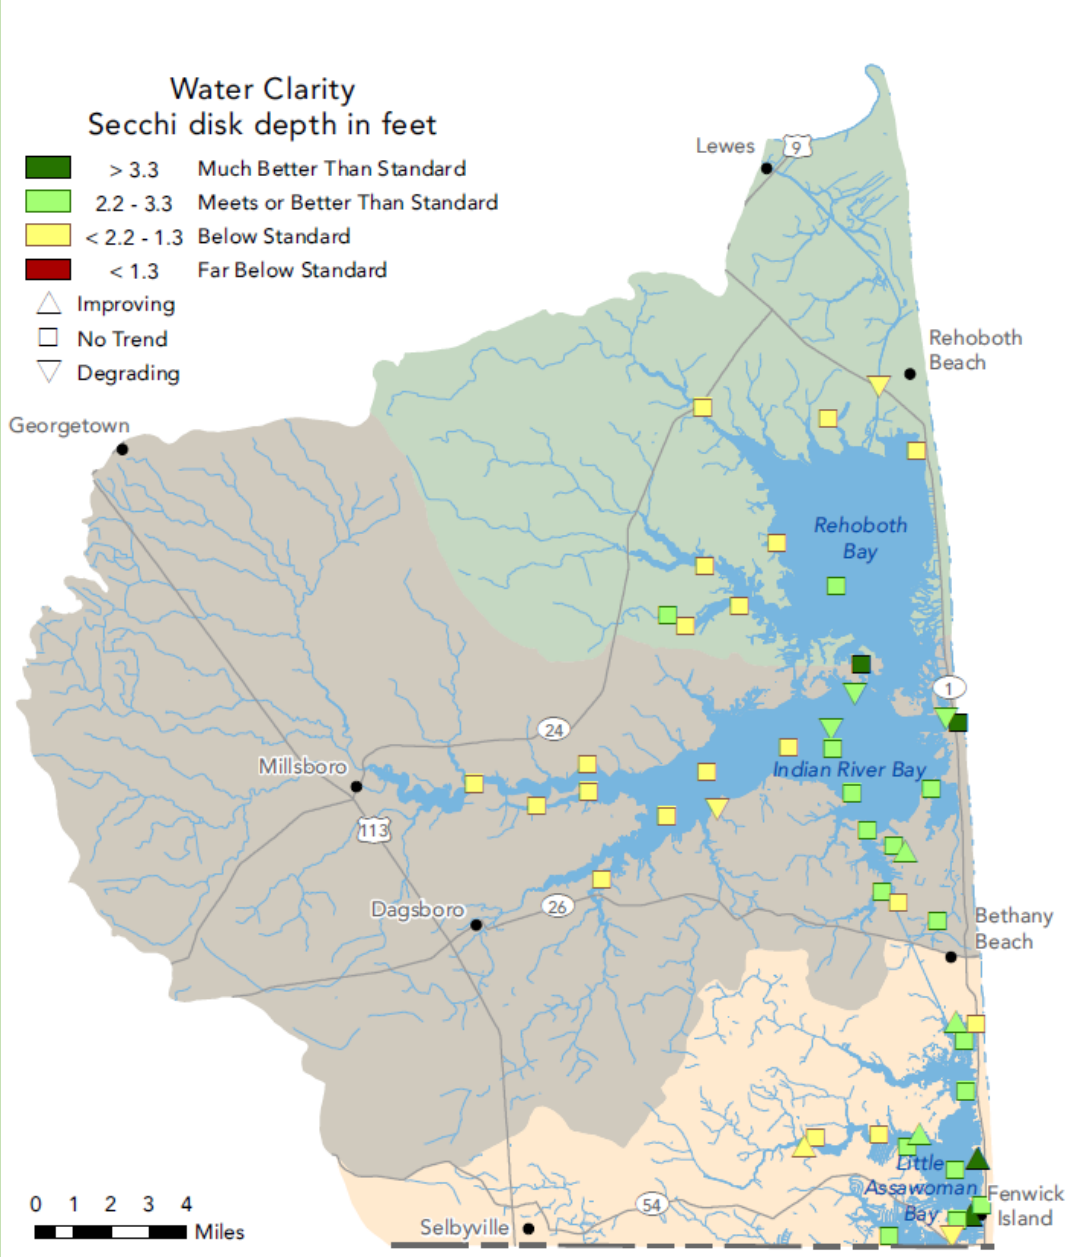 Water Clarity
Secchi disk depth in feet
> 3.3 Much Better Than Standard
2.2 - 3.3 Meets or Better Than Standard
< 2.2 - 1.3 Below Standard
< 1.3 Far Below Standard
Improving
No Trend
Degrading
Lewes
9
Rehoboth
Beach
Georgetown
Rehoboth
Bay
1
24
Millsboro
Indian River Bay
113
Dagsboro
26
Bethany
Beach
Little
Assawoman
Bay
Fenwick
Island
54
Selbyville
0 1 2 3 4
Miles